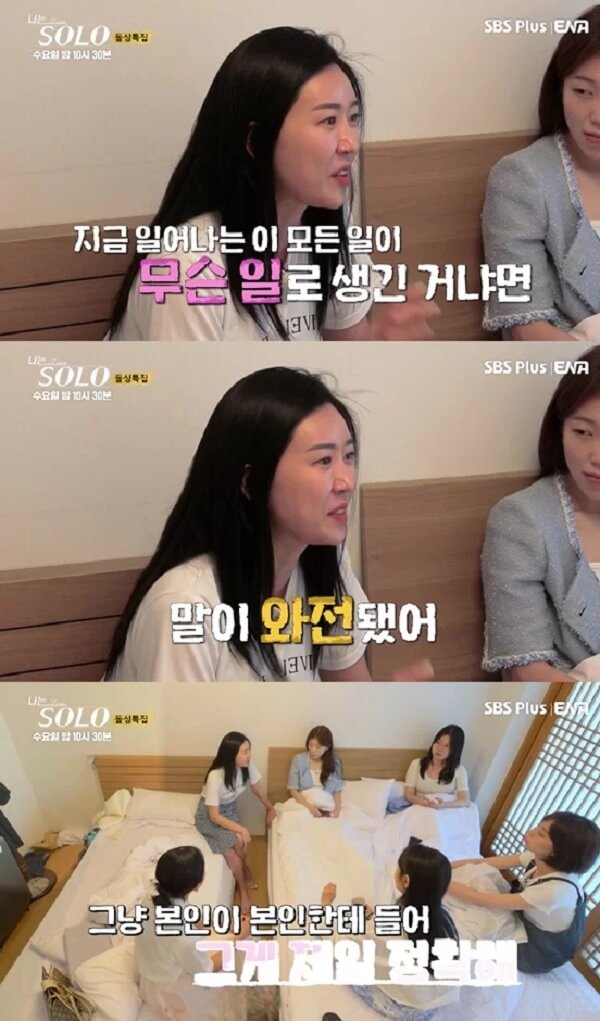 나는
SOLO 돌싱특집
수요일 밤 10시 30분
SBS Plus | ENA
지금 일어나는 이 모든 일이
무슨 일로 생긴 거냐면
나는
SOLO 돌싱특집
수요일 밤 10시 30분
SBS Plus | ENA
말이 와전됐어
나는
SOLO 돌싱특집
수요일 밤 10시 30분
SBS Plus | ENA
그냥 본인이 본인한테 들어
그게 제일 정확해